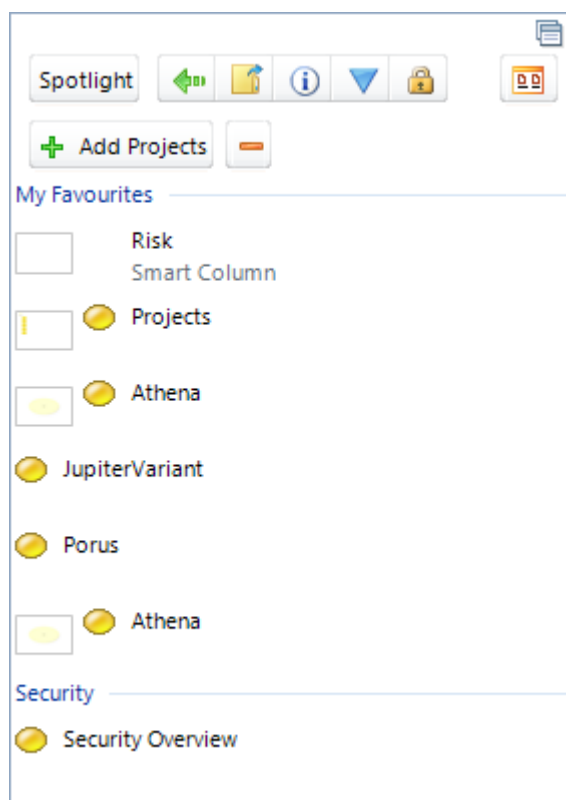 Spotlight
Add Projects
My Favourites
Risk
Smart Column
Projects
Athena
JupiterVariant
Porus
Athena
Security
Security Overview